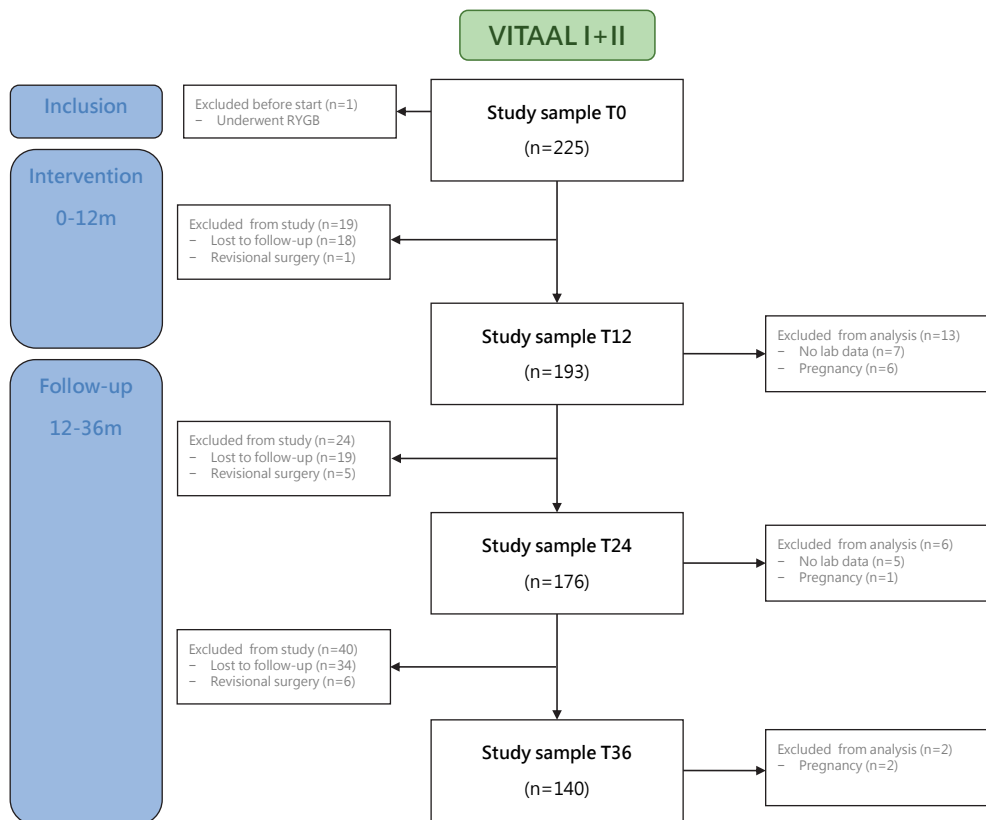 VITAAL I+II
Inclusion
Excluded before start (n=1)
− Underwent RYGB
Study sample T0
(n=225)
Intervention
0-12m
Excluded from study (n=19)
− Lost to follow-up (n=18)
− Revisional surgery (n=1)
Study sample T12
(n=193)
Excluded from analysis (n=13)
− No lab data (n=7)
− Pregnancy (n=6)
Follow-up
12-36m
Excluded from study (n=24)
− Lost to follow-up (n=19)
− Revisional surgery (n=5)
Study sample T24
(n=176)
Excluded from analysis (n=6)
− No lab data (n=5)
− Pregnancy (n=1)
Excluded from study (n=40)
− Lost to follow-up (n=34)
− Revisional surgery (n=6)
Study sample T36
(n=140)
Excluded from analysis (n=2)
− Pregnancy (n=2)